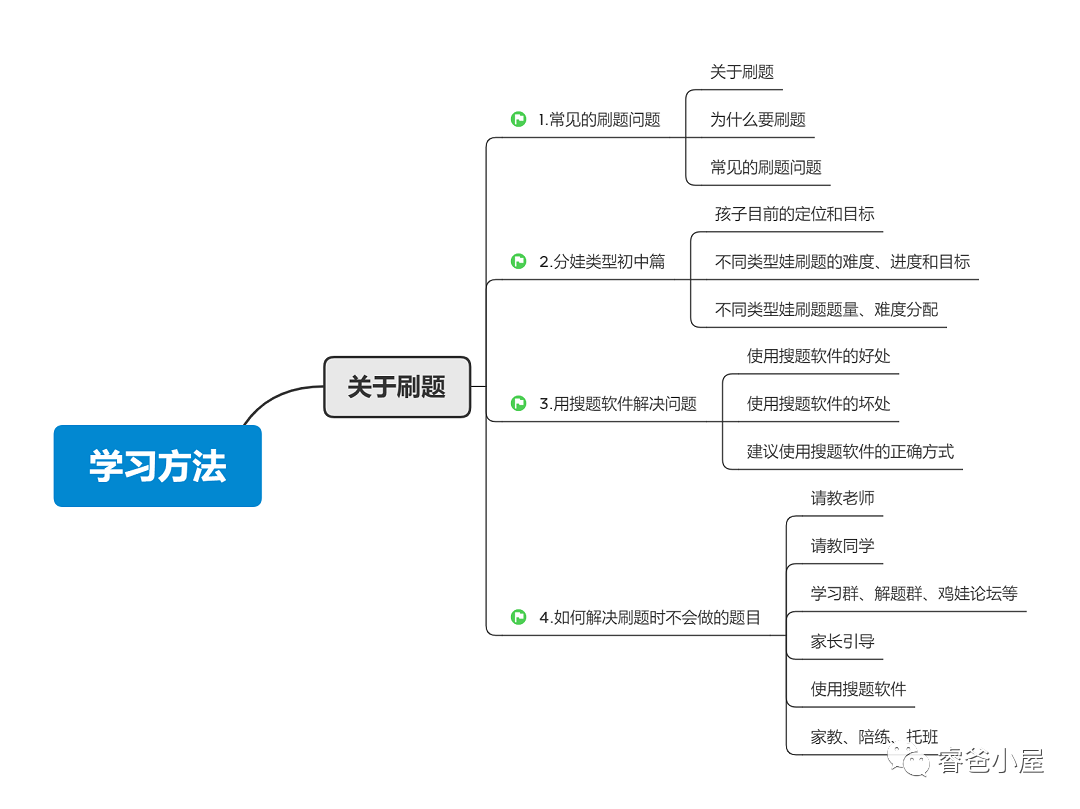 学习方法
关于刷题
1.常见的刷题问题
关于刷题
为什么要刷题
常见的刷题问题
2.分娃类型初中篇
孩子目前的定位和目标
不同类型娃刷题的难度、进度和目标
不同类型娃刷题题量、难度分配
3.用搜题软件解决问题
使用搜题软件的好处
使用搜题软件的坏处
建议使用搜题软件的正确方式
4.如何解决刷题时不会做的题目
请教老师
请教同学
学习群、解题群、鸡娃论坛等
家长引导
使用搜题软件
家教、陪练、托班
睿爸小屋